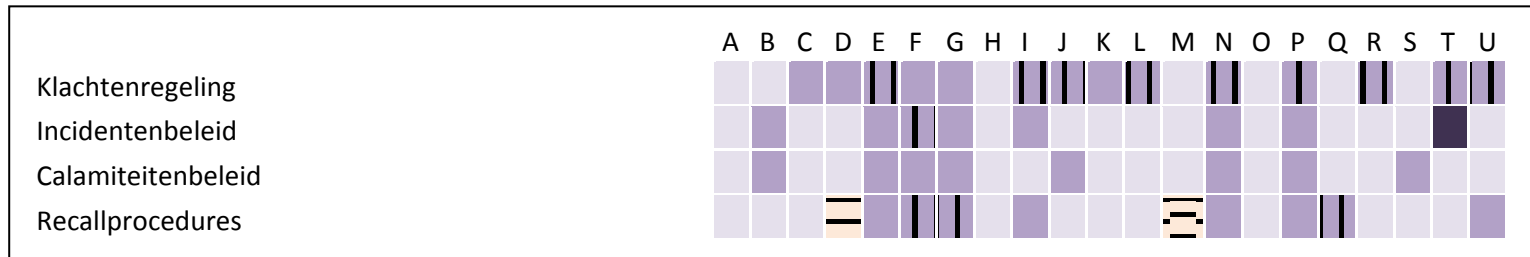 A B C D E F G H I J K L M N O P Q R S T U
Klachtenregeling
Incidentenbeleid
Calamiteitenbeleid
Recallprocedures